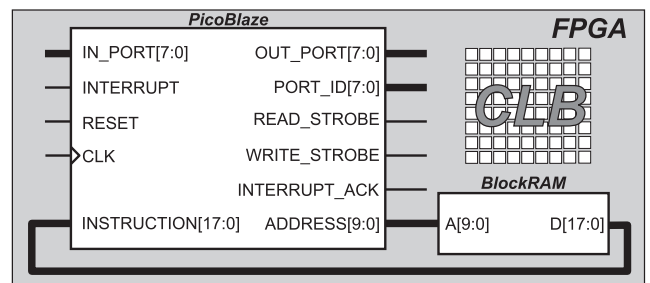 PicoBlaze
FPGA
IN_PORT[7:0] OUT_PORT[7:0]
INTERRUPT PORT_ID[7:0]
RESET READ_STROBE
CLK WRITE_STROBE
INTERRUPT_ACK
INSTRUCTION[17:0] ADDRESS[9:0]
CLB
BlockRAM
A[9:0] D[17:0]